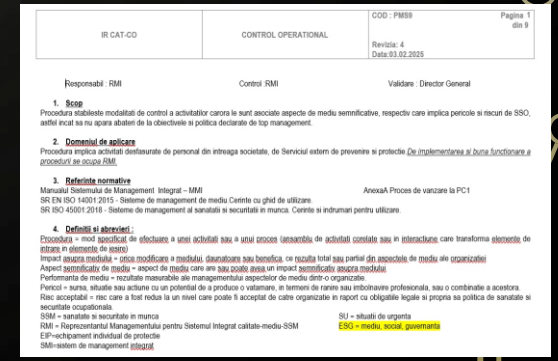 COD : PMS9 Pagina 1
din 9
IR CAT-CO CONTROL OPERATIONAL
Revizia: 4
Data:03.02.2025
Responsabil : RMI Control :RMI Validare : Director General
1. Scop
Procedura stabileste modalitati de control a activitatilor carora le sunt asociate aspecte de mediu semnificative, respectiv care implica pericole si riscuri de SSO,
astfel incat sa nu apara abateri de la obiectivele si politica declarate de top management.
2. Domeniul de aplicare
Procedura implica activitati desfasurate de personal din intreaga societate, de Serviciul extern de prevenire si protectie.De implementarea si buna functionare a
procedurii se ocupa RMI.
3. Referinte normative
Manualul Sistemului de Management Integrat – MMI AnexaA Proces de vanzare la PC1
SR EN ISO 14001:2015 - Sisteme de management de mediu.Cerinte cu ghid de utilizare.
SR ISO 45001:2018 - Sisteme de management al sanatatii si securitatii in munca. Cerinte si indrumari pentru utilizare.
4. Definitii si abrevieri :
Procedura = mod specificat de efectuare a unei activitati sau a unui proces (ansamblu de activitati corelate sau in interactiune care transforma elemente de
intrare in elemente de iesire)
Impact asupra mediului = orice modificare a mediului, daunatoare sau benefica, ce rezulta total sau partial din aspectele de mediu ale organizatiei
Aspect semnificativ de mediu = aspect de mediu care are sau poate avea un impact semnificativ asupra mediului
Performanta de mediu = rezultate masurabile ale managementului aspectelor de mediu dintr-o organizatie.
Pericol = sursa, situatie sau actiune cu un potential de a produce o vatamare, in termeni de ranire sau imbolnavire profesionala, sau o combinatie a acestora.
Risc acceptabil = risc care a fost redus la un nivel care poate fi acceptat de catre organizatie in raport cu obligatiile legale si propria sa politica de sanatate si
securitate ocupationala.
SSM = sanatate si securitate in munca SU = situatii de urgenta
RMI = Reprezentantul Managementului pentru Sistemul Integrat calitate-mediu-SSM ESG = mediu, social, guvernanta
EIP=echipament individual de protectie
SMI=sistem de management integrat